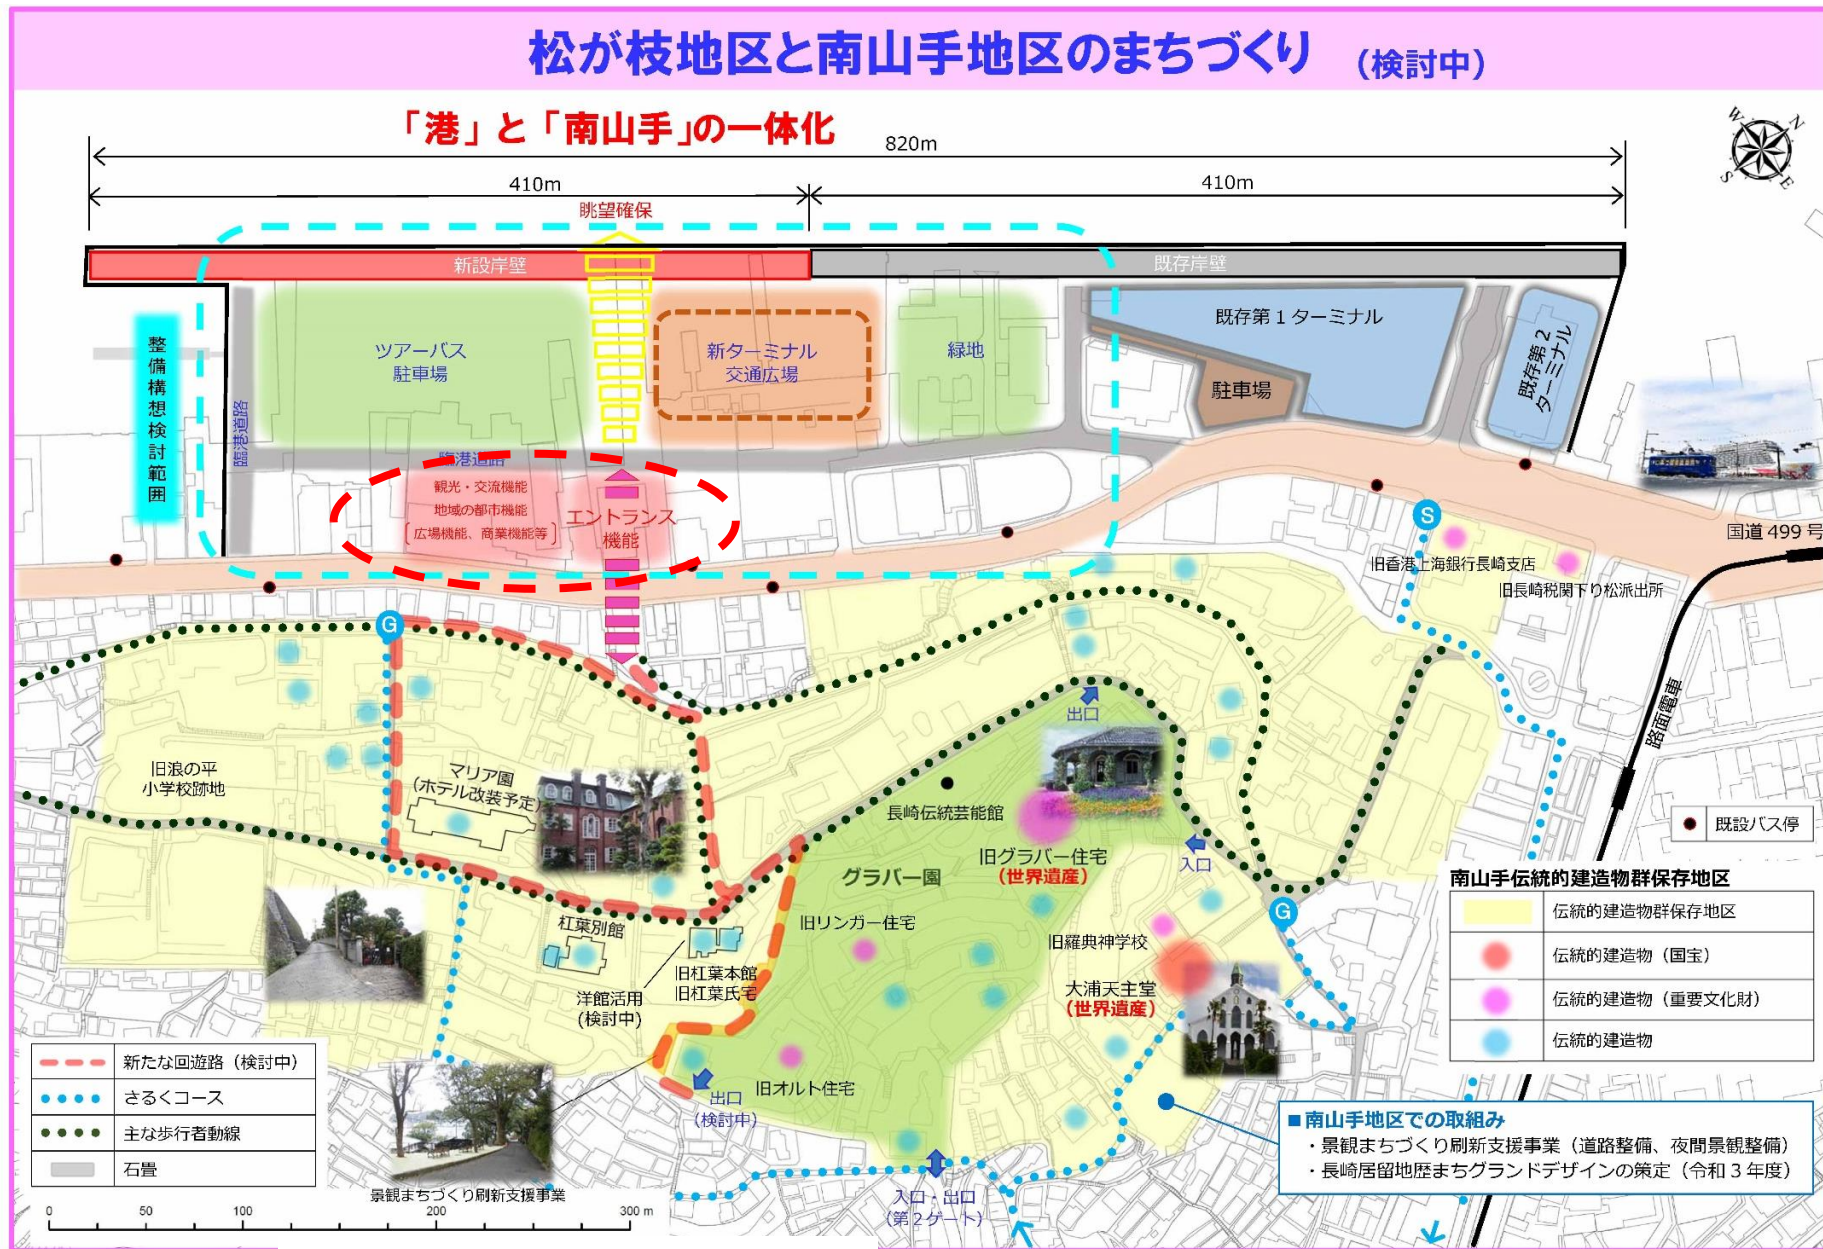 松が枝地区と南山手地区のまちづくり (検討中)
「港」と「南山手」の一体化
820m
410m
410m
W N
S E
眺望確保
新設岸壁
既存岸壁
整備構想検討範囲
ツアーバス
駐車場
新ターミナル
交通広場
緑地
既存第1ターミナル
既存第2
ターミナル
駐車場
臨港道路
臨港道路
観光・交流機能
地域の都市機能
広場機能、商業機能等
エントランス
機能
国道499号
S
旧香港上海銀行長崎支店
旧長崎税関下り松派出所
G
路面電車
旧浪の平
小学校跡地
マリア園
(ホテル改装予定)
出口
長崎伝統芸能館
旧グラバー住宅
(世界遺産)
入口
グラバー園
旧リンガー住宅
G
旧羅典神学校
大浦天主堂
(世界遺産)
杠葉別館
洋館活用
(検討中)
旧杠葉本館
旧杠葉氏宅
旧オルト住宅
出口
(検討中)
入口・出口
(第2ゲート)
景観まちづくり刷新支援事業
既設バス停
南山手伝統的建造物群保存地区
伝統的建造物群保存地区
伝統的建造物（国宝）
伝統的建造物（重要文化財）
伝統的建造物
新たな回遊路（検討中）
さるくコース
主な歩行者動線
石畳
0 50 100 200 300 m
■南山手地区での取組み
・景観まちづくり刷新支援事業（道路整備、夜間景観整備）
・長崎居留地歴まちグランドデザインの策定（令和3年度）